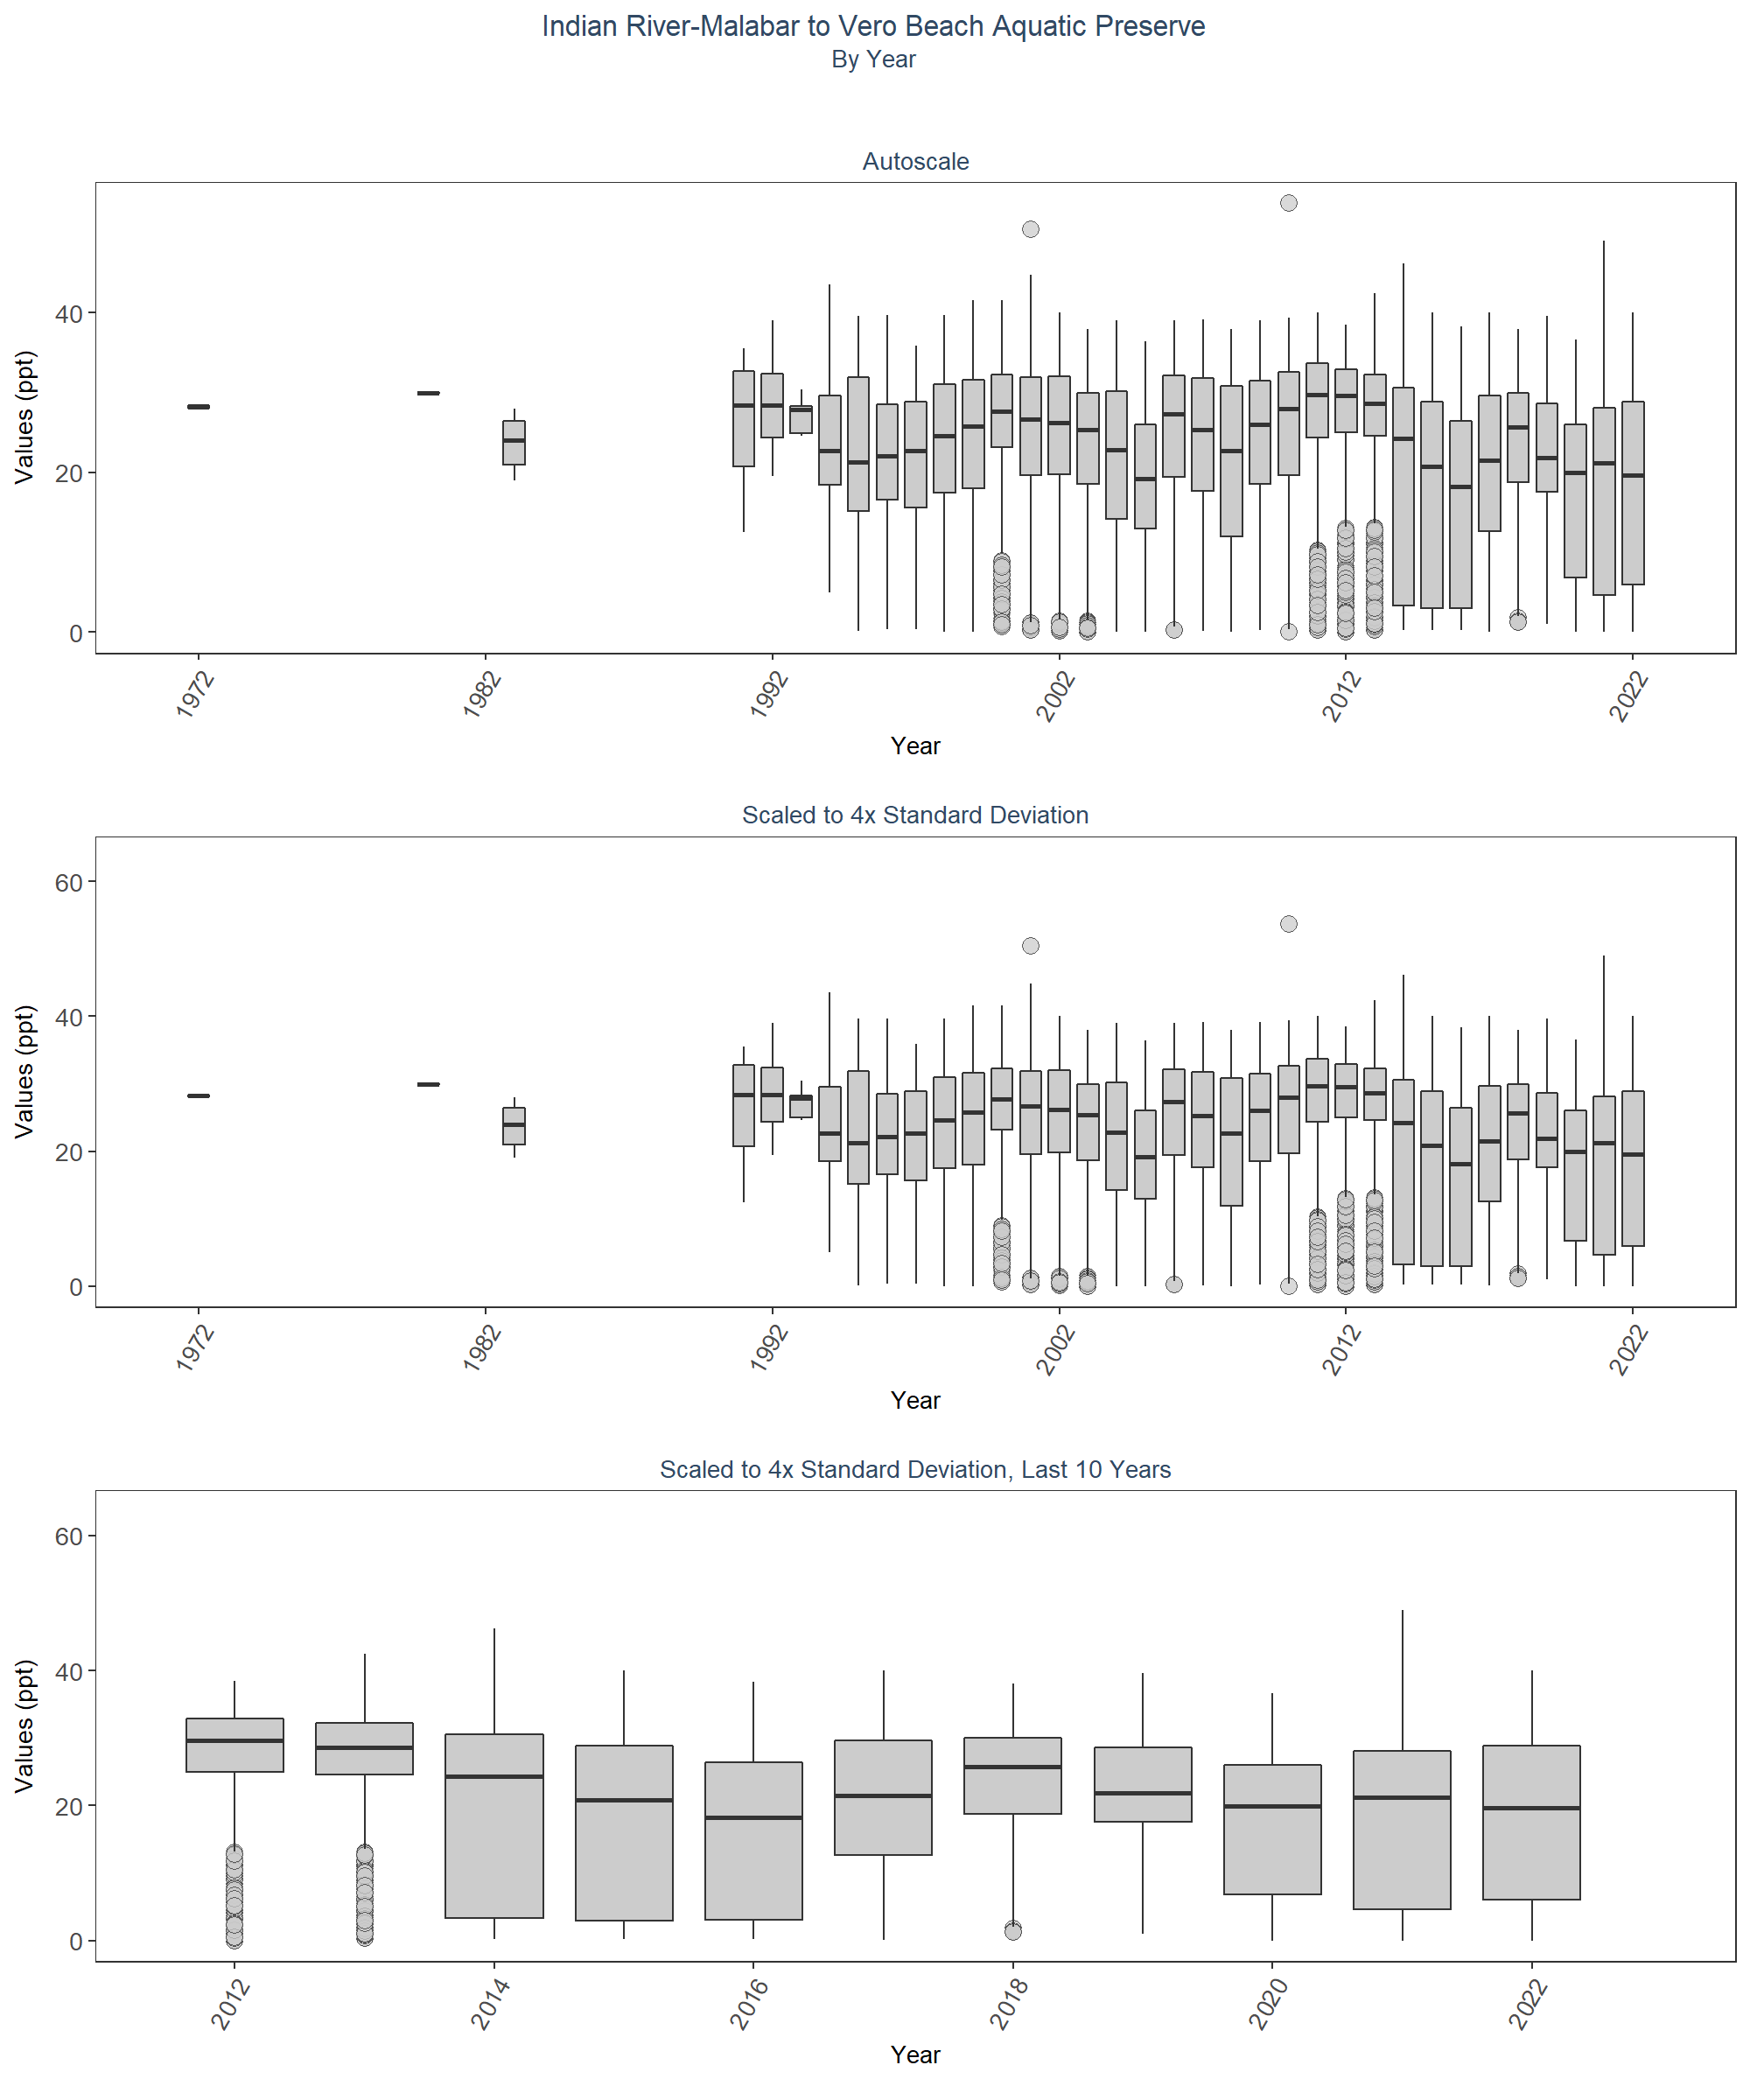 Indian River-Malabar to Vero Beach Aquatic Preserve
By Year
Autoscale
Values (ppt)
40
20
0
1972 1982 1992 2002 2012 2022
Year
Scaled to 4x Standard Deviation
Values (ppt)
60
40
20
0
1972 1982 1992 2002 2012 2022
Year
Scaled to 4x Standard Deviation, Last 10 Years
Values (ppt)
60
40
20
0
2012 2014 2016 2018 2020 2022
Year